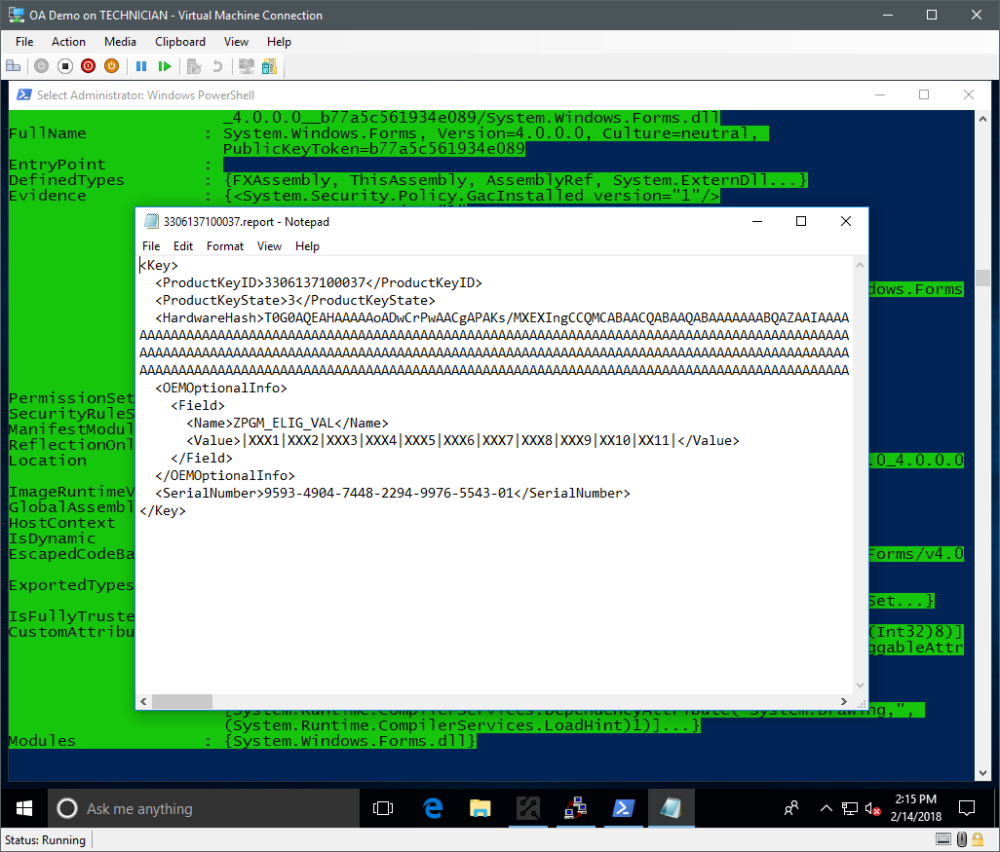 OA Demo on TECHNICIAN - Virtual Machine Connection
File Action Media Clipboard View Help
Select Administrator: Windows PowerShell
_4.0.0.0__b77a5c561934e089/System.Windows.Forms.dll
FullName : System.Windows.Forms, Version=4.0.0.0, Culture=neutral,
PublicKeyToken=b77a5c561934e089
EntryPoint :
DefinedTypes : {FXAssembly, ThisAssembly, AssemblyRef, System.ExternDll...}
Evidence : {<System.Security.Policy.GacInstalled version="1"/>
3306137100037.report - Notepad
File Edit Format View Help
<Key>
<ProductKeyID>3306137100037</ProductKeyID>
dows.Forms
<ProductKeyState>3</ProductKeyState>
<HardwareHash>T0G0AQEAHAAAAAoADwCrPwAACgAPAKs/MXEXIngCCQMCABAACQABAAQABAAAAAAABQAZAAIAAAA
AAAAAAAAAAAAAAAAAAAAAAAAAAAAAAAAAAAAAAAAAAAAAAAAAAAAAAAAAAAAAAAAAAAAAAAAAAAAAAAAAAAAAAAAAAAA
AAAAAAAAAAAAAAAAAAAAAAAAAAAAAAAAAAAAAAAAAAAAAAAAAAAAAAAAAAAAAAAAAAAAAAAAAAAAAAAAAAAAAAAAAAA
AAAAAAAAAAAAAAAAAAAAAAAAAAAAAAAAAAAAAAAAAAAAAAAAAAAAAAAAAAAAAAAAAAAAAAAAAAAAAAAAAAAAAAAAAAA
<OEMOptionalInfo>
PermissionSet
<Field>
SecurityRuleS
<Name>ZPGM_ELIG_VAL</Name>
ManifestModul
<Value>|XXX1|XXX2|XXX3|XXX4|XXX5|XXX6|XXX7|XXX8|XXX9|XX10|XX11|</Value>
ReflectionOnl
</Field>
Location .0_4.0.0.0
</OEMOptionalInfo>
ImageRuntimeV
<SerialNumber>9593-4904-7448-2294-9976-5543-01</SerialNumber>
GlobalAssembl
</Key>
HostContext
IsDynamic
EscapedCodeBa Forms/v4.0
ExportedTypes
Set...}
IsFullyTruste
CustomAttribu (Int32)8)]
ggableAttr
[System.Runtime.CompilerServices.DependencyAttribute("System.Drawing,",
(System.Runtime.CompilerServices.LoadHint)1)]...}
Modules : {System.Windows.Forms.dll}
Ask me anything
2:15 PM
2/14/2018
Status: Running